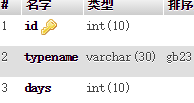 # 名字 类型 排序
1 id int(10)
2 typename varchar(30) gb23
3 days int(10)